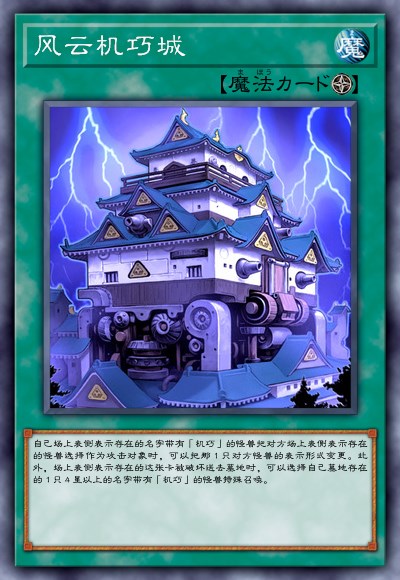 风云机巧城
魔
【魔法カード】
まほう
自己场上表侧表示存在的名字带有「机巧」的怪兽把对方场上表侧表示存在
的怪兽选择作为攻击对象时，可以把那1只对方怪兽的表示形式变更。此
外，场上表侧表示存在的这张卡被破坏送去墓地时，可以选择自己墓地存在
的1只4星以上的名字带有「机巧」的怪兽特殊召唤。